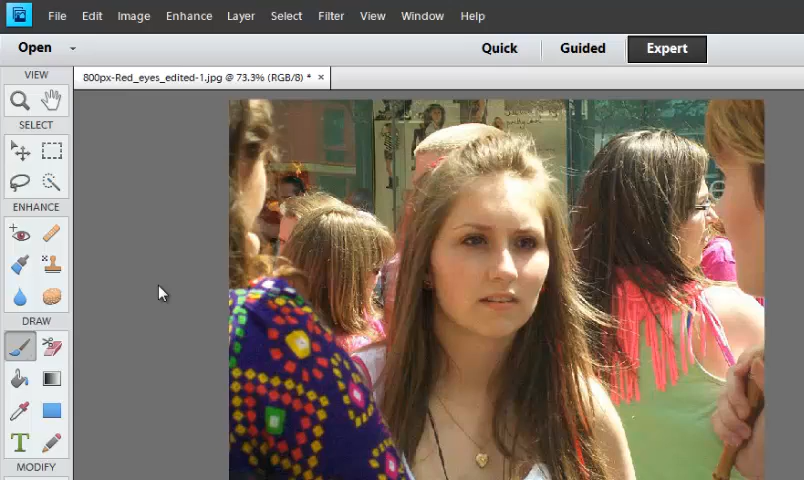 File Edit Image Enhance Layer Select Filter View Window Help
Open Quick Guided Expert
VIEW 800px-Red_eyes_edited-1.jpg @ 73.3% (RGB/8) * ×
SELECT
ENHANCE
DRAW
T
MODIFY